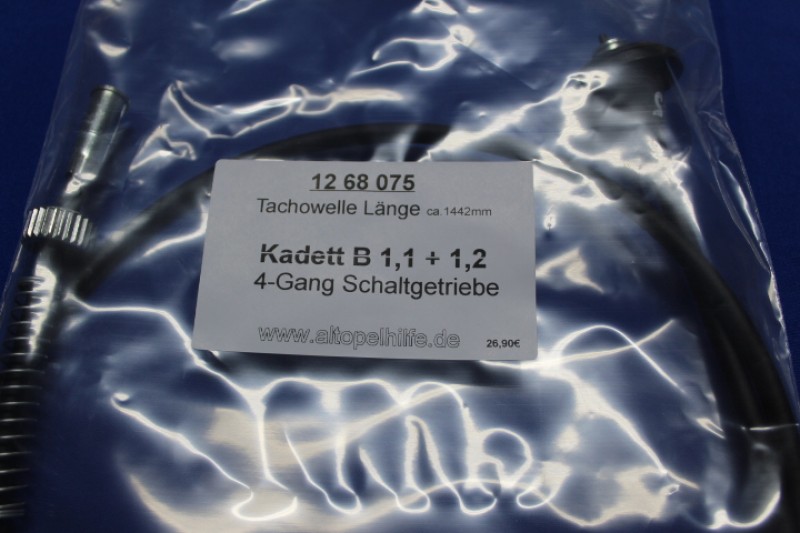 12 68 075
Tachowelle Länge ca.1442mm
Kadett B 1,1 + 1,2
4-Gang Schaltgetriebe
www.altopelhilfe.de 26,90€